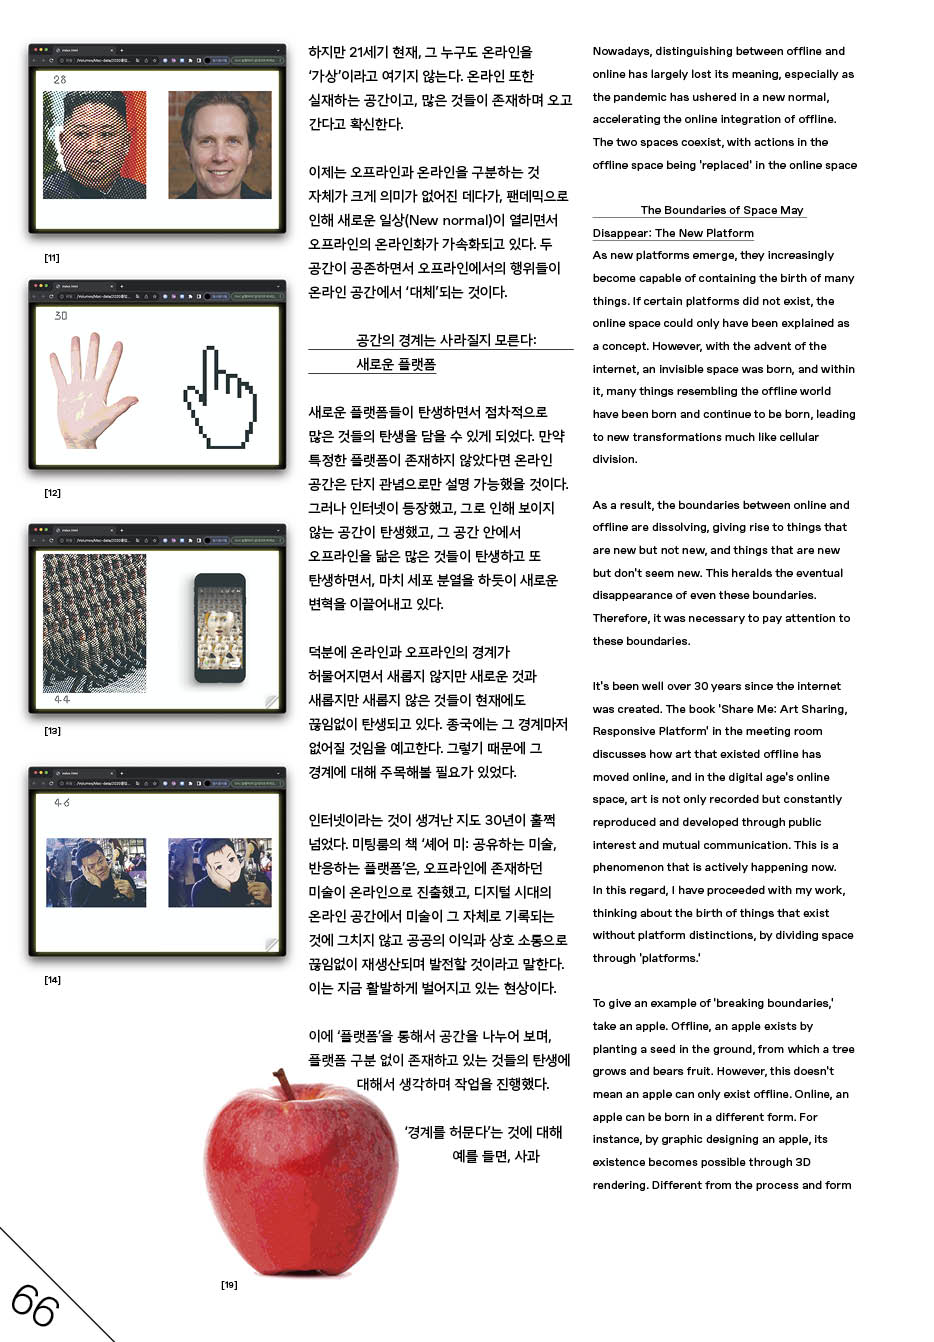 28
[11]
30
[12]
44
[13]
46
[14]
하지만 21세기 현재, 그 누구도 온라인을
‘가상’이라고 여기지 않는다. 온라인 또한
실재하는 공간이고, 많은 것들이 존재하며 오고
간다고 확신한다.
이제는 오프라인과 온라인을 구분하는 것
자체가 크게 의미가 없어진 데다가, 팬데믹으로
인해 새로운 일상(New normal)이 열리면서
오프라인의 온라인화가 가속화되고 있다. 두
공간이 공존하면서 오프라인에서의 행위들이
온라인 공간에서 ‘대체’되는 것이다.
공간의 경계는 사라질지 모른다:
새로운 플랫폼
새로운 플랫폼들이 탄생하면서 점차적으로
많은 것들의 탄생을 담을 수 있게 되었다. 만약
특정한 플랫폼이 존재하지 않았다면 온라인
공간은 단지 관념으로만 설명 가능했을 것이다.
그러나 인터넷이 등장했고, 그로 인해 보이지
않는 공간이 탄생했고, 그 공간 안에서
오프라인을 닮은 많은 것들이 탄생하고 또
탄생하면서, 마치 세포 분열을 하듯이 새로운
변혁을 이끌어내고 있다.
덕분에 온라인과 오프라인의 경계가
허물어지면서 새롭지 않지만 새로운 것과
새롭지만 새롭지 않은 것들이 현재에도
끊임없이 탄생되고 있다. 종국에는 그 경계마저
없어질 것임을 예고한다. 그렇기 때문에 그
경계에 대해 주목해볼 필요가 있었다.
인터넷이라는 것이 생겨난 지도 30년이 훌쩍
넘었다. 미팅룸의 책 ‘셰어 미: 공유하는 미술,
반응하는 플랫폼’은, 오프라인에 존재하던
미술이 온라인으로 진출했고, 디지털 시대의
온라인 공간에서 미술이 그 자체로 기록되는
것에 그치지 않고 공공의 이익과 상호 소통으로
끊임없이 재생산되며 발전할 것이라고 말한다.
이는 지금 활발하게 벌어지고 있는 현상이다.
이에 ‘플랫폼’을 통해서 공간을 나누어 보며,
플랫폼 구분 없이 존재하고 있는 것들의 탄생에
대해서 생각하며 작업을 진행했다.
‘경계를 허문다’는 것에 대해
예를 들면, 사과
[19]
Nowadays, distinguishing between offline and
online has largely lost its meaning, especially as
the pandemic has ushered in a new normal,
accelerating the online integration of offline.
The two spaces coexist, with actions in the
offline space being 'replaced' in the online space
The Boundaries of Space May
Disappear: The New Platform
As new platforms emerge, they increasingly
become capable of containing the birth of many
things. If certain platforms did not exist, the
online space could only have been explained as
a concept. However, with the advent of the
internet, an invisible space was born, and within
it, many things resembling the offline world
have been born and continue to be born, leading
to new transformations much like cellular
division.
As a result, the boundaries between online and
offline are dissolving, giving rise to things that
are new but not new, and things that are new
but don't seem new. This heralds the eventual
disappearance of even these boundaries.
Therefore, it was necessary to pay attention to
these boundaries.
It's been well over 30 years since the internet
was created. The book 'Share Me: Art Sharing,
Responsive Platform' in the meeting room
discusses how art that existed offline has
moved online, and in the digital age's online
space, art is not only recorded but constantly
reproduced and developed through public
interest and mutual communication. This is a
phenomenon that is actively happening now.
In this regard, I have proceeded with my work,
thinking about the birth of things that exist
without platform distinctions, by dividing space
through 'platforms.'
To give an example of 'breaking boundaries,'
take an apple. Offline, an apple exists by
planting a seed in the ground, from which a tree
grows and bears fruit. However, this doesn't
mean an apple can only exist offline. Online, an
apple can be born in a different form. For
instance, by graphic designing an apple, its
existence becomes possible through 3D
rendering. Different from the process and form
66